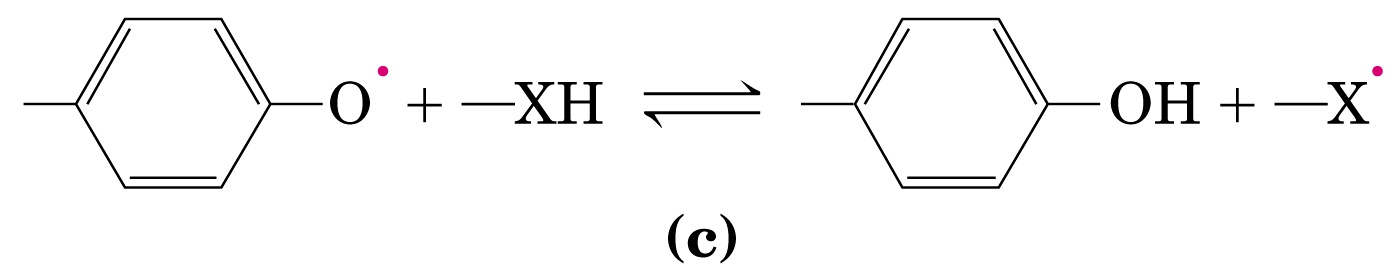 O• + —XH ⇌ OH + —X•
(c)